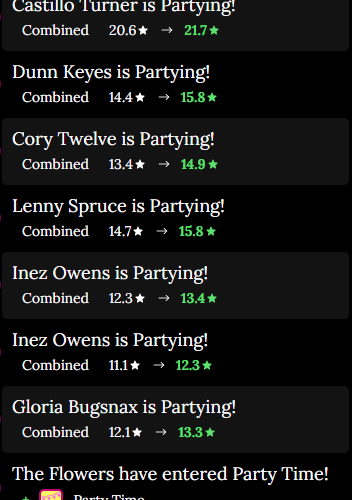 Castillo Turner is Partying!
Combined 20.6★ → 21.7★
Dunn Keyes is Partying!
Combined 14.4★ → 15.8★
Cory Twelve is Partying!
Combined 13.4★ → 14.9★
Lenny Spruce is Partying!
Combined 14.7★ → 15.8★
Inez Owens is Partying!
Combined 12.3★ → 13.4★
Inez Owens is Partying!
Combined 11.1★ → 12.3★
Gloria Bugsnax is Partying!
Combined 12.1★ → 13.3★
The Flowers have entered Party Time!
+ Party Time